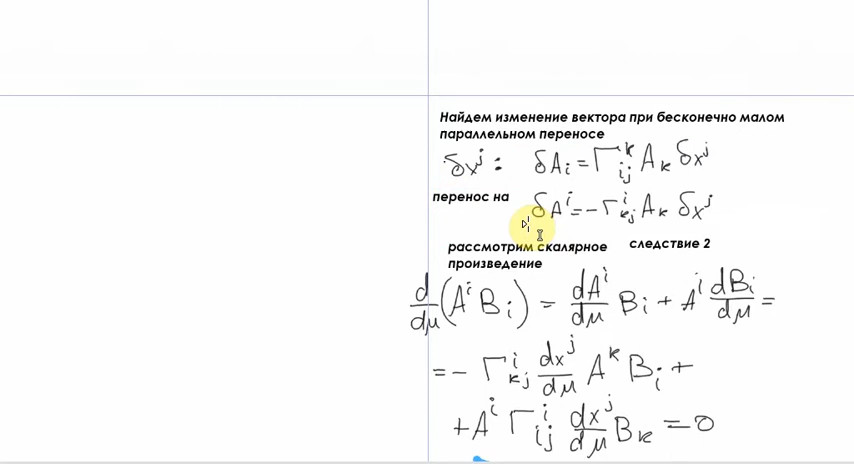 Найдем изменение вектора при бесконечно малом
параллельном переносе
δx^j : δA_i = Γ^k_{ij} A_k δx^j
перенос на δA^i = -Γ^i_{kj} A_k δx^j
рассмотрим скалярное следствие 2
произведение
d/dμ (A^i B_i) = dA^i/dμ B_i + A^i dB_i/dμ =
= - Γ^i_{kj} dx^j/dμ A^k B_i +
+ A^i Γ^i_{ij} dx^j/dμ B_k = 0